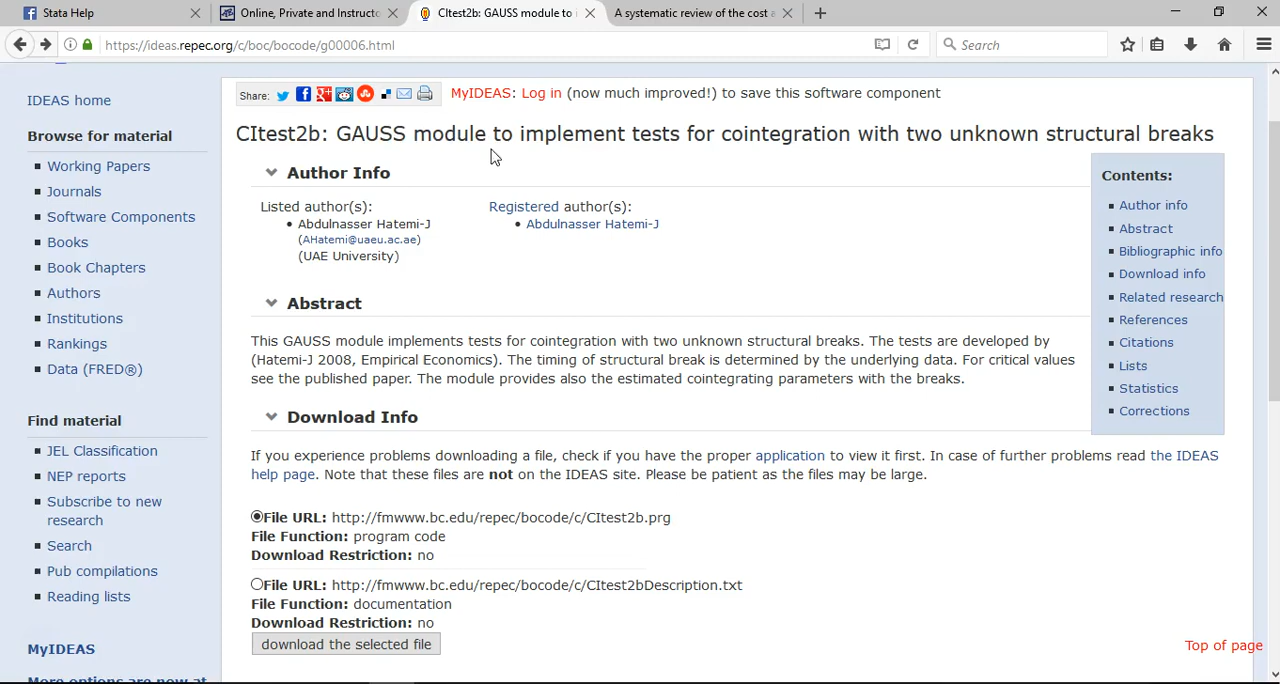 Stata Help
Online, Private and Instructo
CItest2b: GAUSS module to i
A systematic review of the cost a
https://ideas.repec.org/c/boc/bocode/g00006.html
Search
IDEAS home
Browse for material
Working Papers
Journals
Software Components
Books
Book Chapters
Authors
Institutions
Rankings
Data (FRED®)
Find material
JEL Classification
NEP reports
Subscribe to new
research
Search
Pub compilations
Reading lists
MyIDEAS
More options are now at
Share:
MyIDEAS: Log in (now much improved!) to save this software component
CItest2b: GAUSS module to implement tests for cointegration with two unknown structural breaks
Author Info
Listed author(s):
Abdulnasser Hatemi-J
(AHatemi@uaeu.ac.ae)
(UAE University)
Registered author(s):
Abdulnasser Hatemi-J
Abstract
This GAUSS module implements tests for cointegration with two unknown structural breaks. The tests are developed by
(Hatemi-J 2008, Empirical Economics). The timing of structural break is determined by the underlying data. For critical values
see the published paper. The module provides also the estimated cointegrating parameters with the breaks.
Download Info
If you experience problems downloading a file, check if you have the proper application to view it first. In case of further problems read the IDEAS
help page. Note that these files are not on the IDEAS site. Please be patient as the files may be large.
File URL: http://fmwww.bc.edu/repec/bocode/c/CItest2b.prg
File Function: program code
Download Restriction: no
File URL: http://fmwww.bc.edu/repec/bocode/c/CItest2bDescription.txt
File Function: documentation
Download Restriction: no
download the selected file
Contents:
Author info
Abstract
Bibliographic info
Download info
Related research
References
Citations
Lists
Statistics
Corrections
Top of page